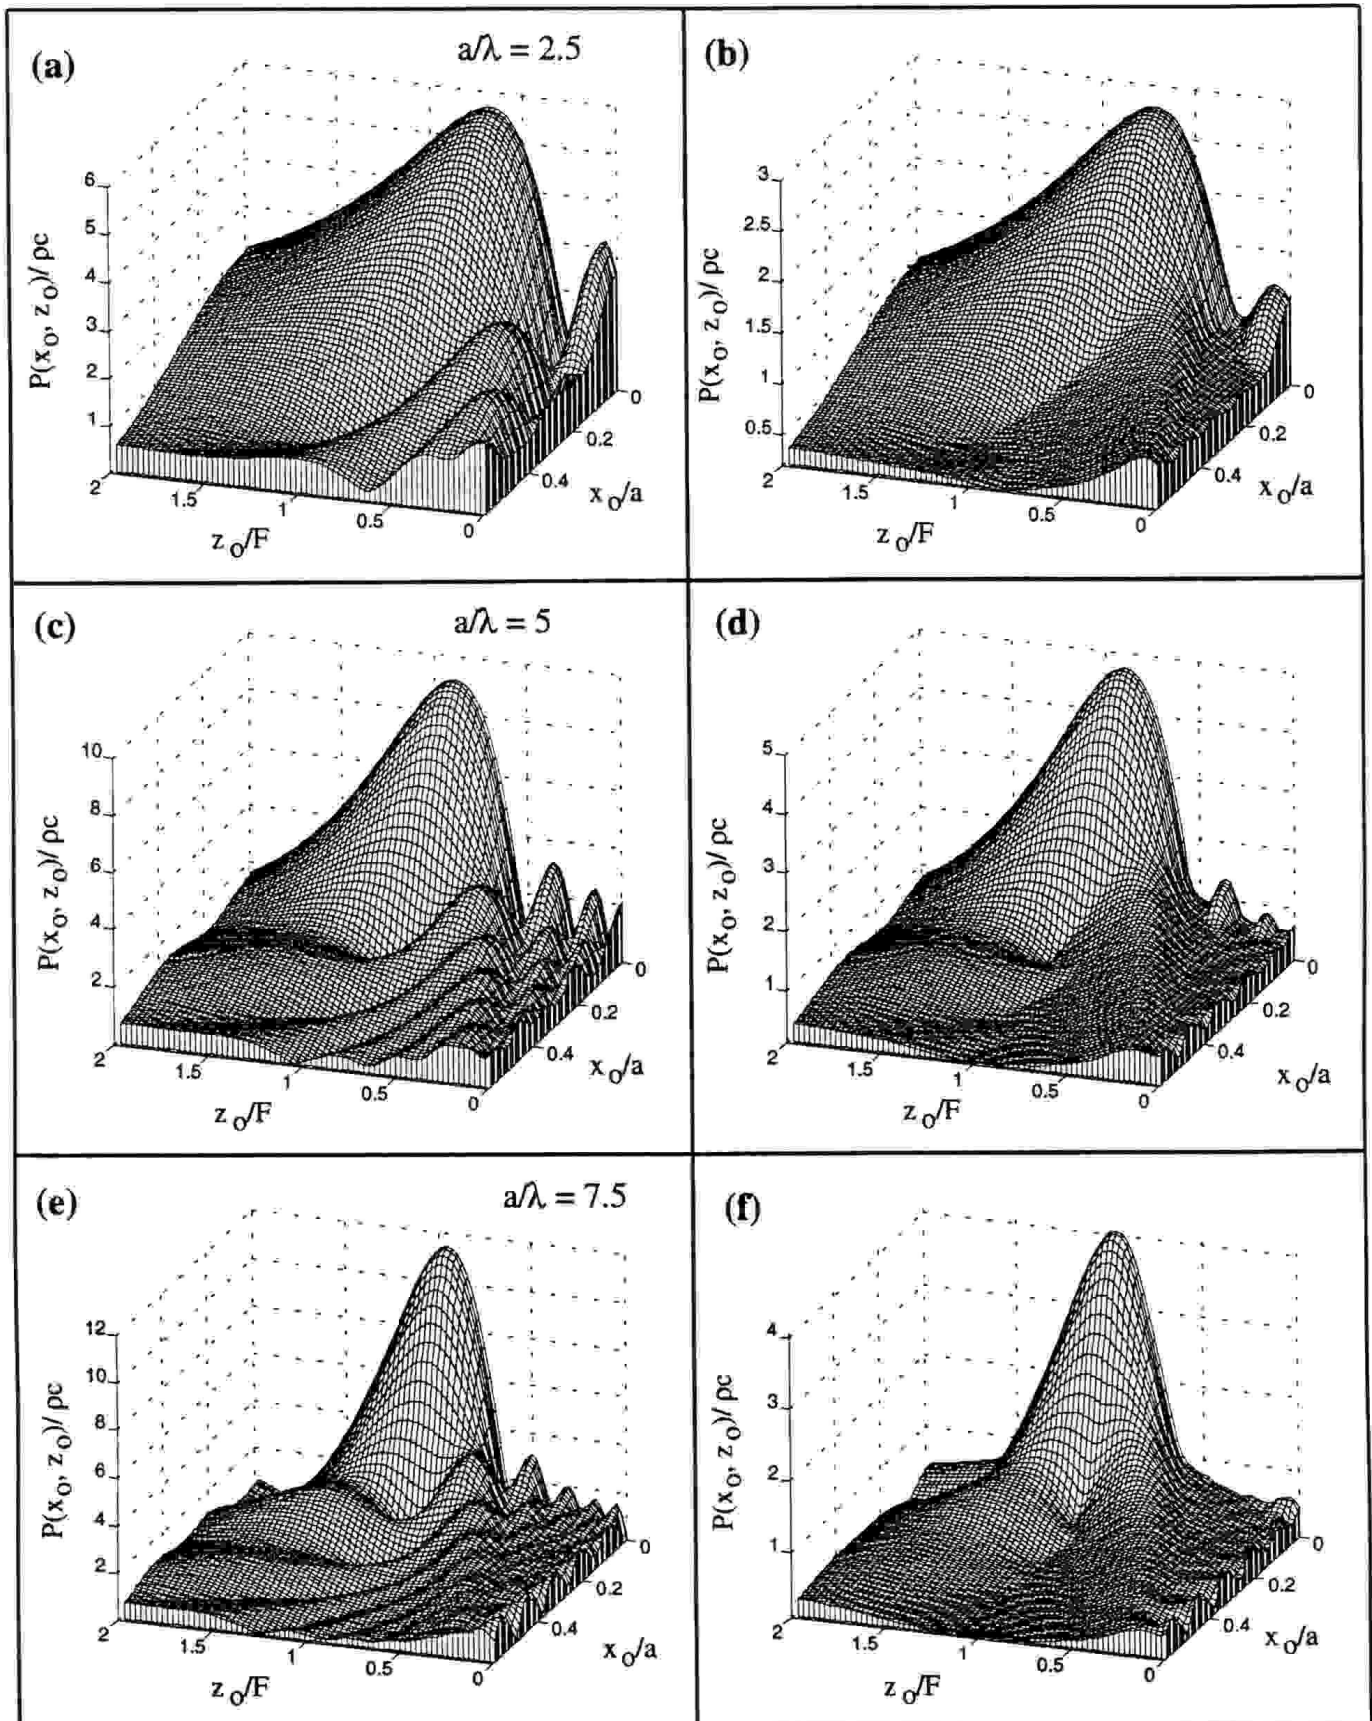 (a)
a/λ = 2.5
P(x₀, z₀)/ ρc
6
5
4
3
2
1
2
1.5
1
0.5
0
z₀/F
0
0.2
0.4
x₀/a
(b)
P(x₀, z₀)/ ρc
3
2.5
2
1.5
1
0.5
2
1.5
1
0.5
0
z₀/F
0
0.2
0.4
x₀/a
(c)
a/λ = 5
P(x₀, z₀)/ ρc
10
8
6
4
2
2
1.5
1
0.5
0
z₀/F
0
0.2
0.4
x₀/a
(d)
P(x₀, z₀)/ ρc
5
4
3
2
1
2
1.5
1
0.5
0
z₀/F
0
0.2
0.4
x₀/a
(e)
a/λ = 7.5
P(x₀, z₀)/ ρc
12
10
8
6
4
2
2
1.5
1
0.5
0
z₀/F
0
0.2
0.4
x₀/a
(f)
P(x₀, z₀)/ ρc
4
3
2
1
2
1.5
1
0.5
0
z₀/F
0
0.2
0.4
x₀/a